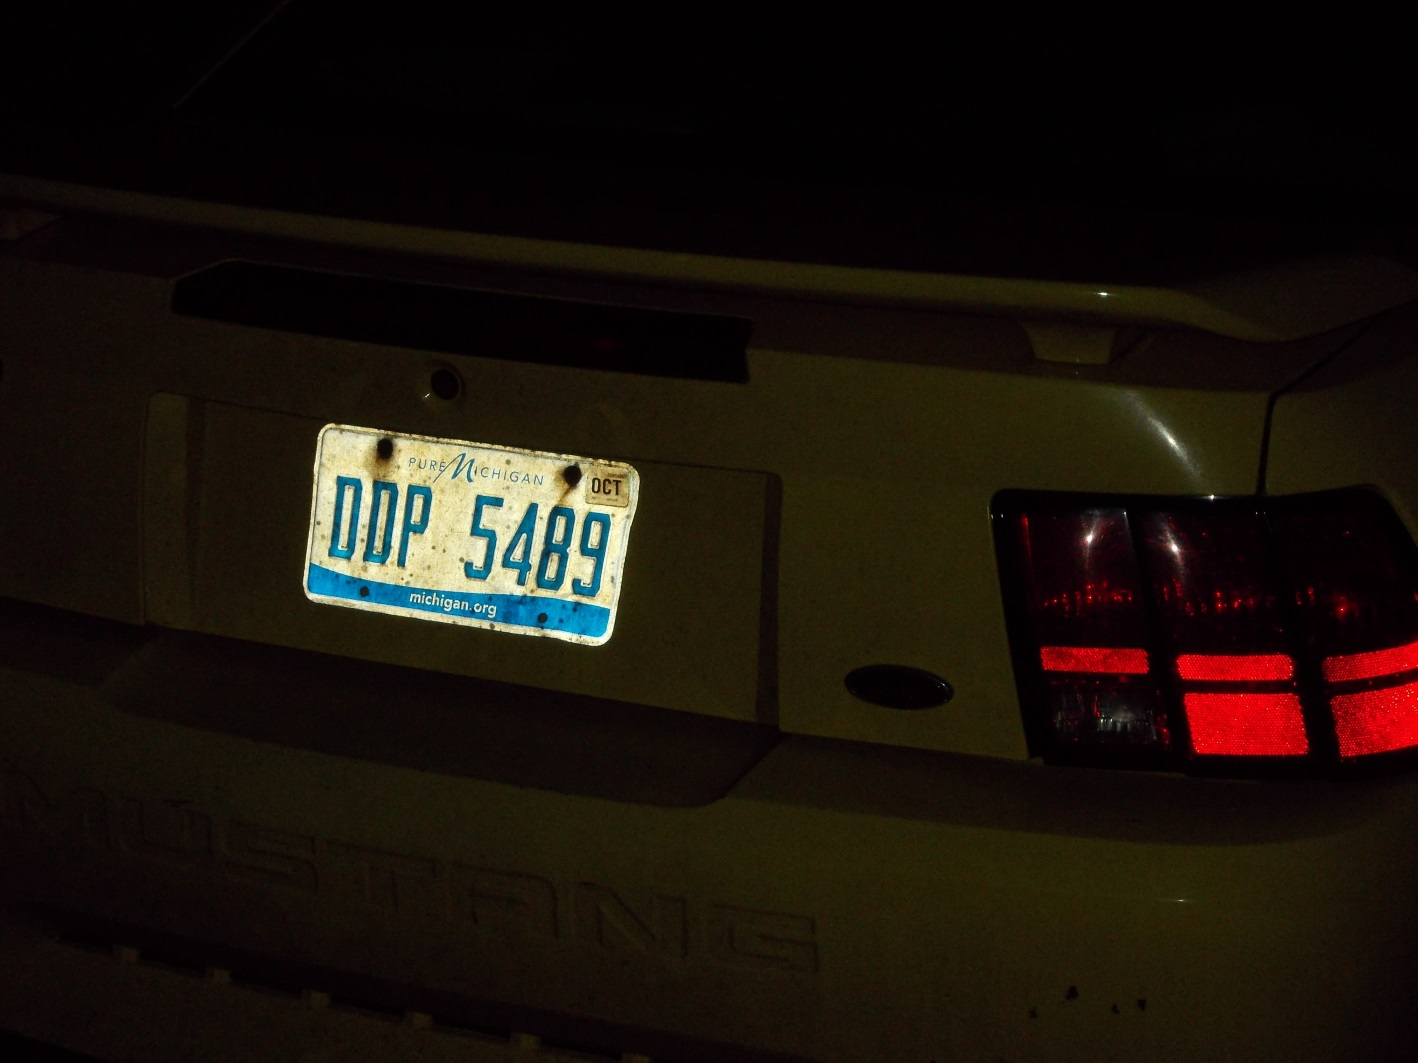 PURE MICHIGAN
OCT
DDP 5489
michigan.org
MUSTANG